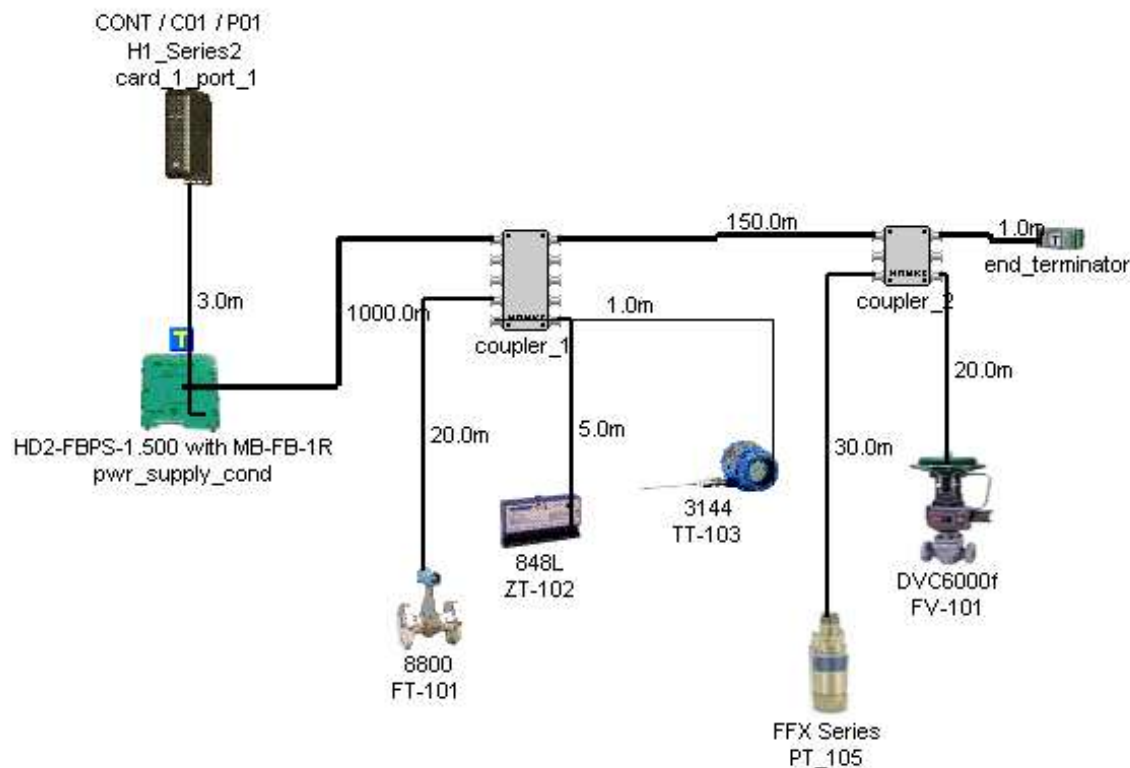 CONT / C01 / P01
H1_Series2
card_1_port_1
3.0m
T
HD2-FBPS-1.500 with MB-FB-1R
pwr_supply_cond
1000.0m
coupler_1
20.0m
5.0m
1.0m
8800
FT-101
848L
ZT-102
3144
TT-103
150.0m
coupler_2
1.0m
T
end_terminator
30.0m
20.0m
FFX Series
PT_105
DVC6000f
FV-101